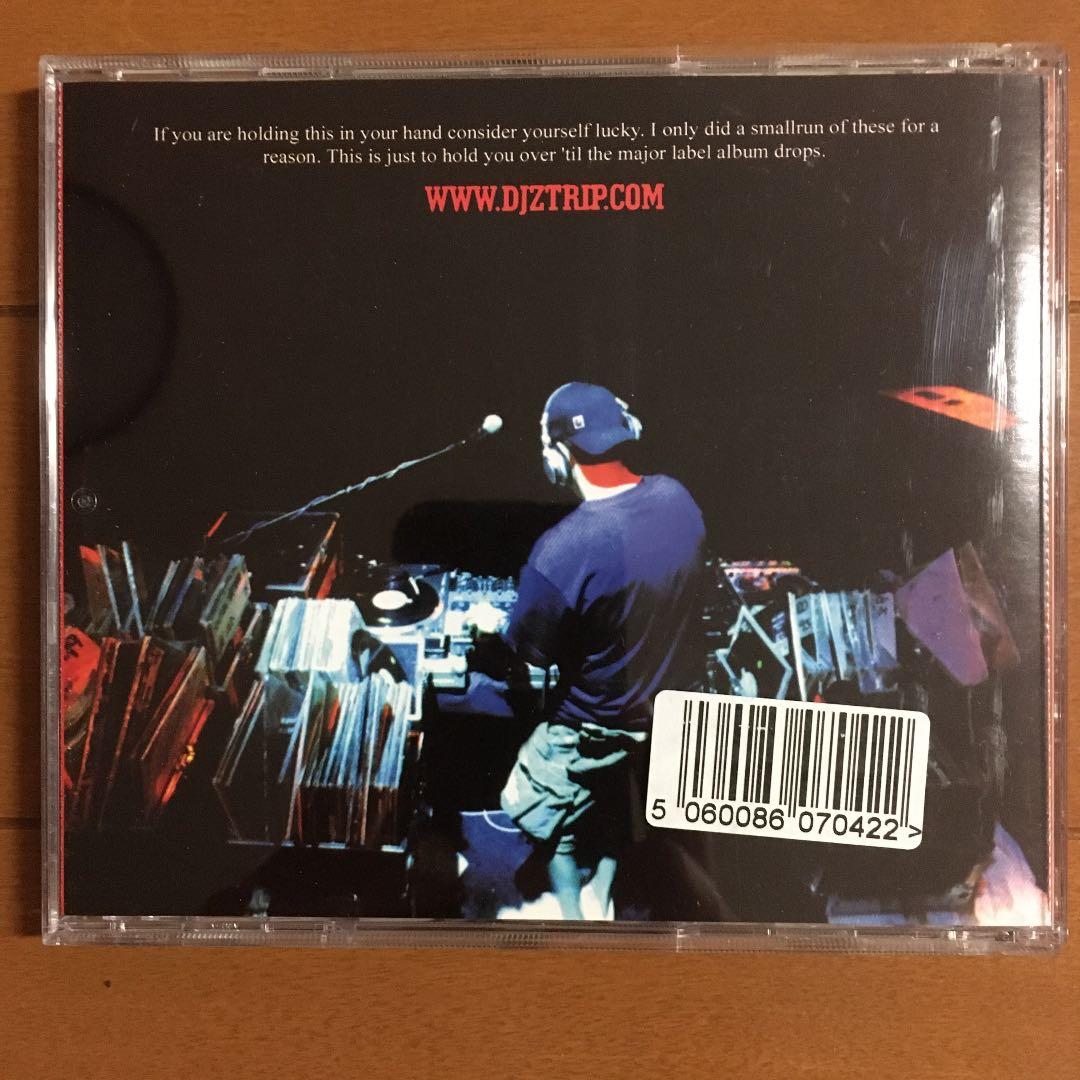 If you are holding this in your hand consider yourself lucky. I only did a smallrun of these for a
reason. This is just to hold you over 'til the major label album drops.
WWW.DJZTRIP.COM
5 060086 070422 >